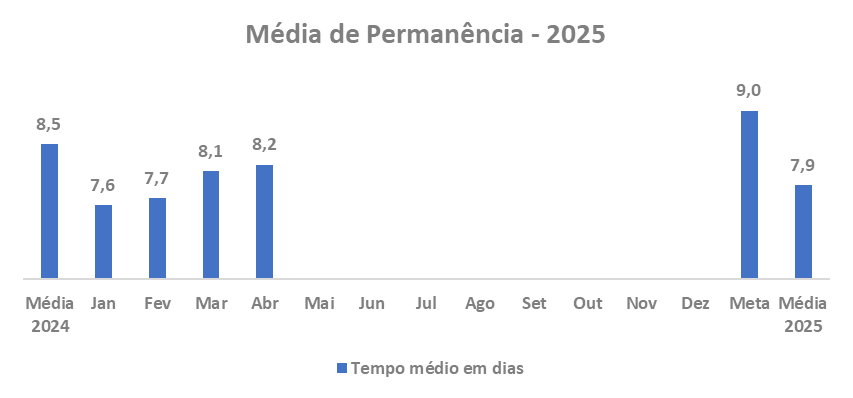 Média de Permanência - 2025
8,5
7,6
7,7
8,1
8,2
9,0
7,9
Média 2024
Jan
Fev
Mar
Abr
Mai
Jun
Jul
Ago
Set
Out
Nov
Dez
Meta
Média 2025
Tempo médio em dias